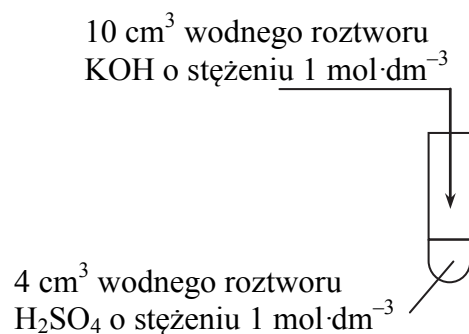 10 cm³ wodnego roztworu
KOH o stężeniu 1 mol·dm⁻³
4 cm³ wodnego roztworu
H₂SO₄ o stężeniu 1 mol·dm⁻³